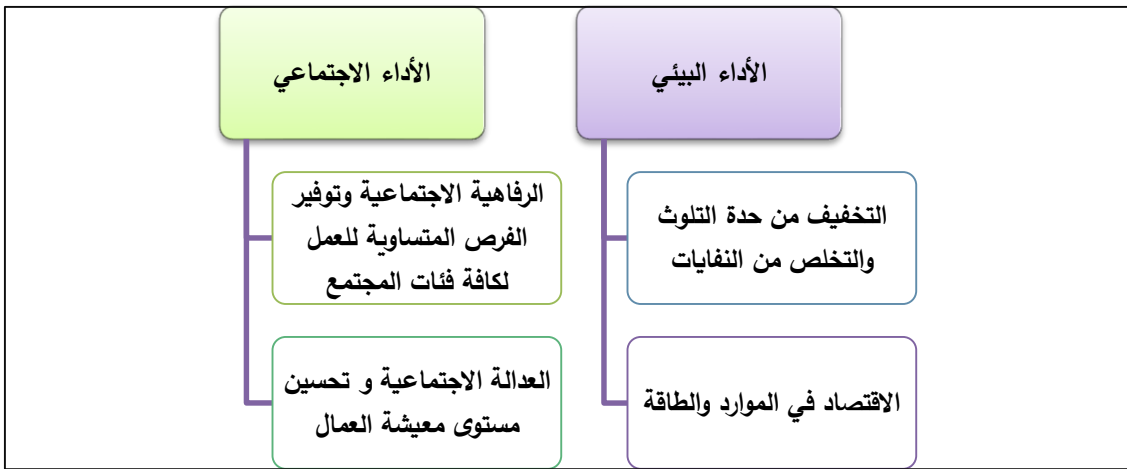 الأداء البيئي
التخفيف من حدة التلوث
والتخلص من النفايات
الاقتصاد في الموارد والطاقة
الأداء الاجتماعي
الرفاهية الاجتماعية وتوفير
الفرص المتساوية للعمل
لكافة فئات المجتمع
العدالة الاجتماعية و تحسين
مستوى معيشة العمال